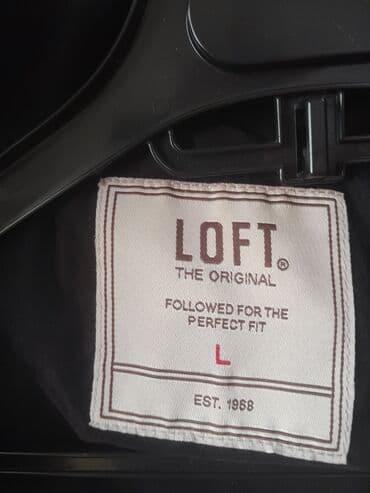 LOFT®
THE ORIGINAL
FOLLOWED FOR THE
PERFECT FIT
L
EST. 1968